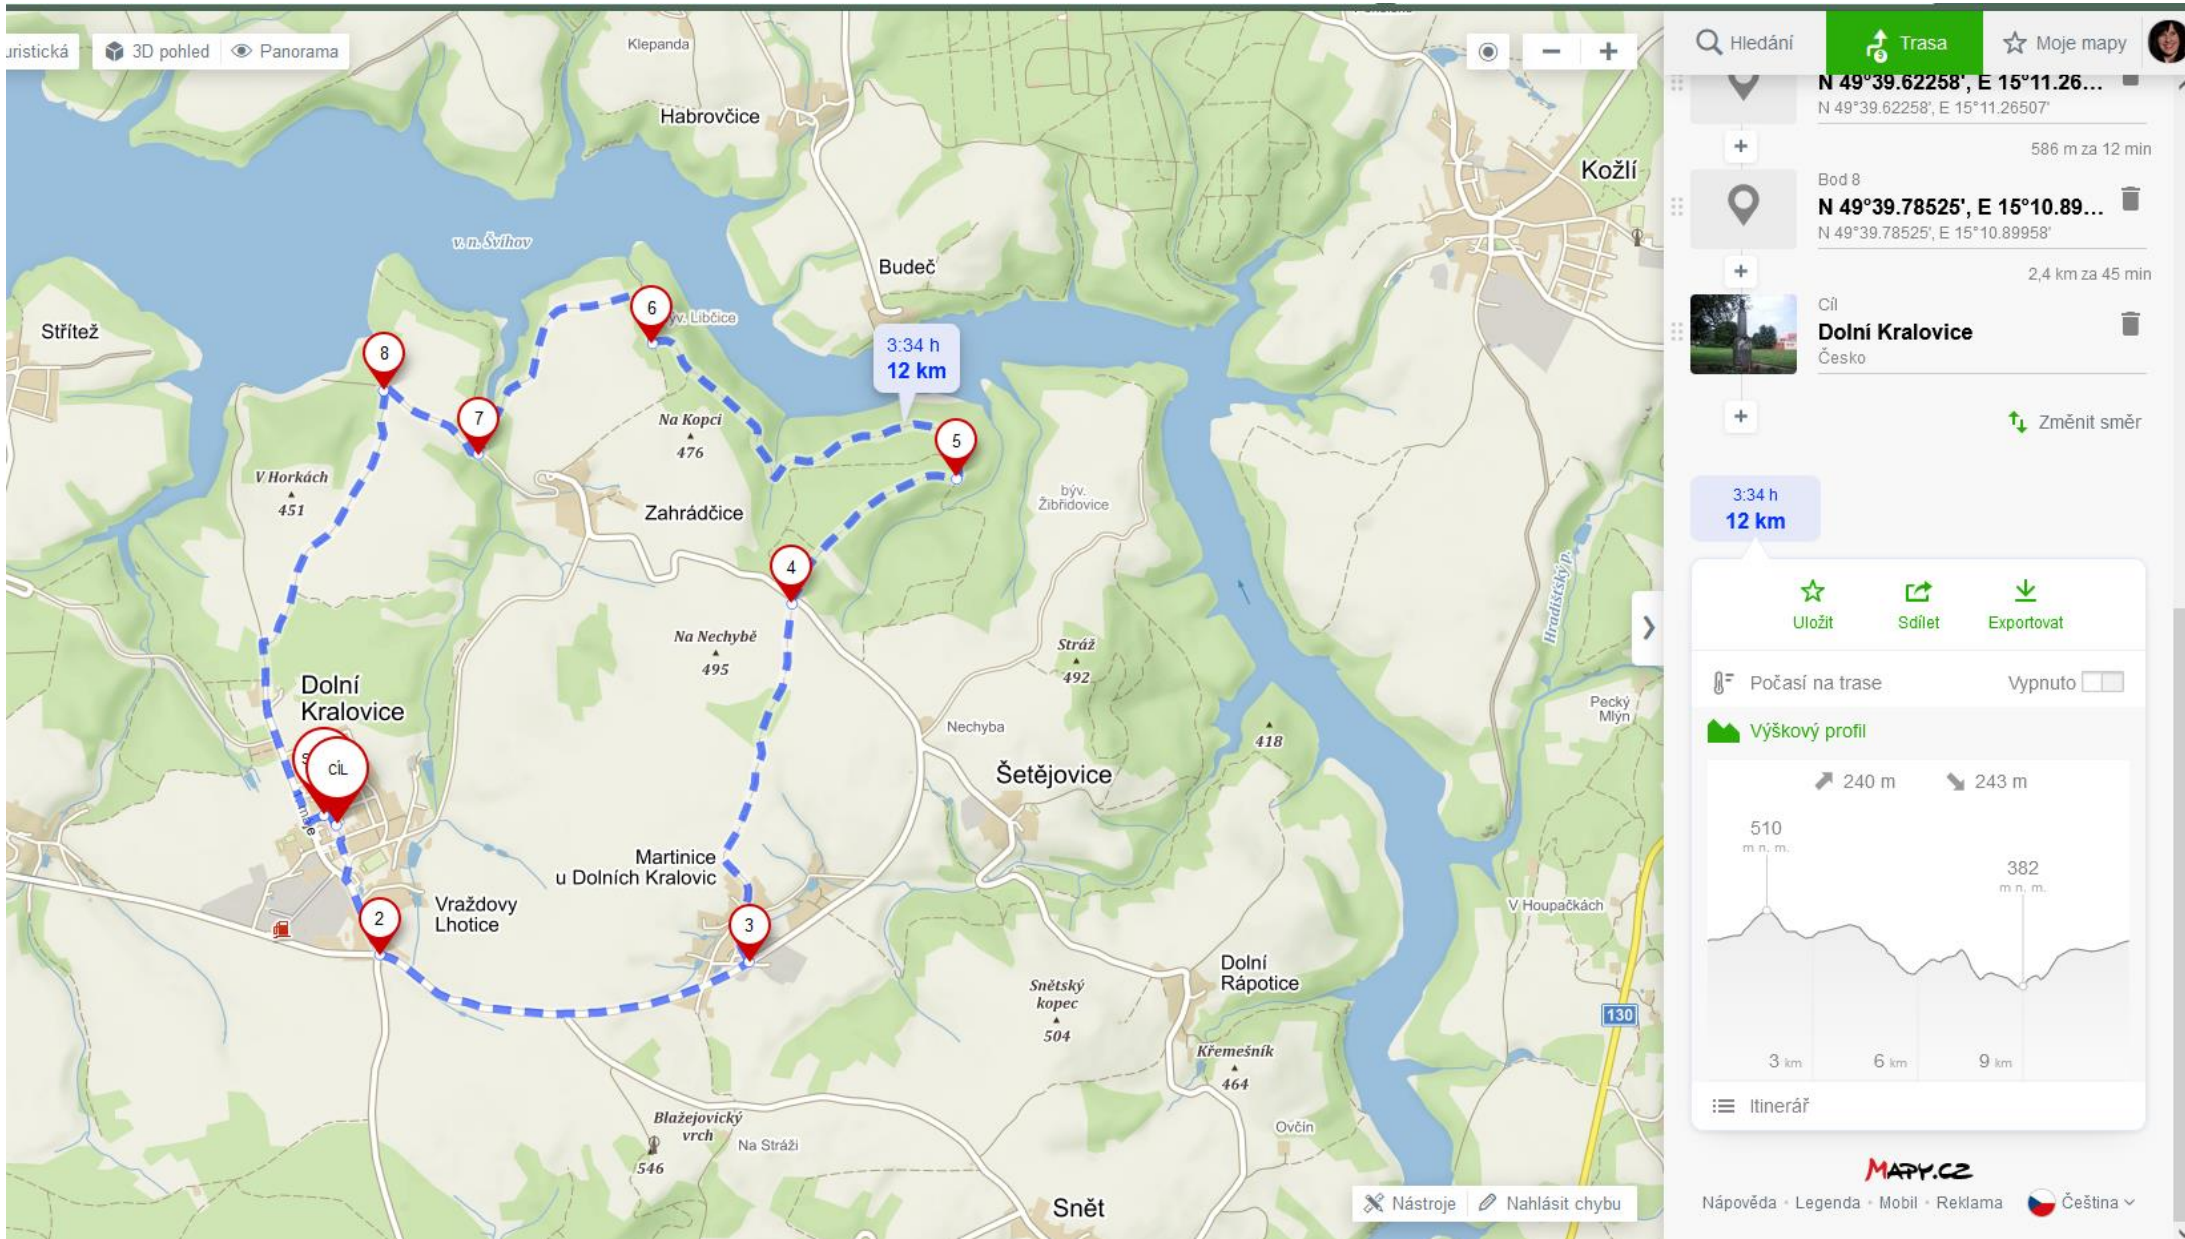 uristická
3D pohled
Panorama
Klepanda
Habrovčice
Kožlí
v. n. Švihov
Budeč
Střítež
6
býv. Libčice
3:34 h
12 km
8
7
5
Na Kopci
476
V Horkách
451
býv.
Žibřidovice
Zahrádčice
4
Hradišťský p.
Na Nechybě
495
Stráž
492
Dolní
Kralovice
Nechyba
418
Pecký
Mlýn
Šetějovice
CÍL
Martinice
u Dolních Kralovic
Vraždovy
Lhotice
2
3
V Houpačkách
Dolní
Rápotice
Snětský
kopec
504
130
Křemešník
464
Blažejovický
vrch
546
Na Stráži
Ovčín
Snět
Nástroje
Nahlásit chybu
Hledání
Trasa
Moje mapy
N 49°39.62258', E 15°11.26...
N 49°39.62258', E 15°11.26507'
586 m za 12 min
Bod 8
N 49°39.78525', E 15°10.89...
N 49°39.78525', E 15°10.89958'
2,4 km za 45 min
Cíl
Dolní Kralovice
Česko
Změnit směr
3:34 h
12 km
Uložit
Sdílet
Exportovat
Počasí na trase
Vypnuto
Výškový profil
240 m
243 m
510
m n. m.
382
m n. m.
3 km
6 km
9 km
Itinerář
MAPY.CZ
Nápověda • Legenda • Mobil • Reklama
Čeština